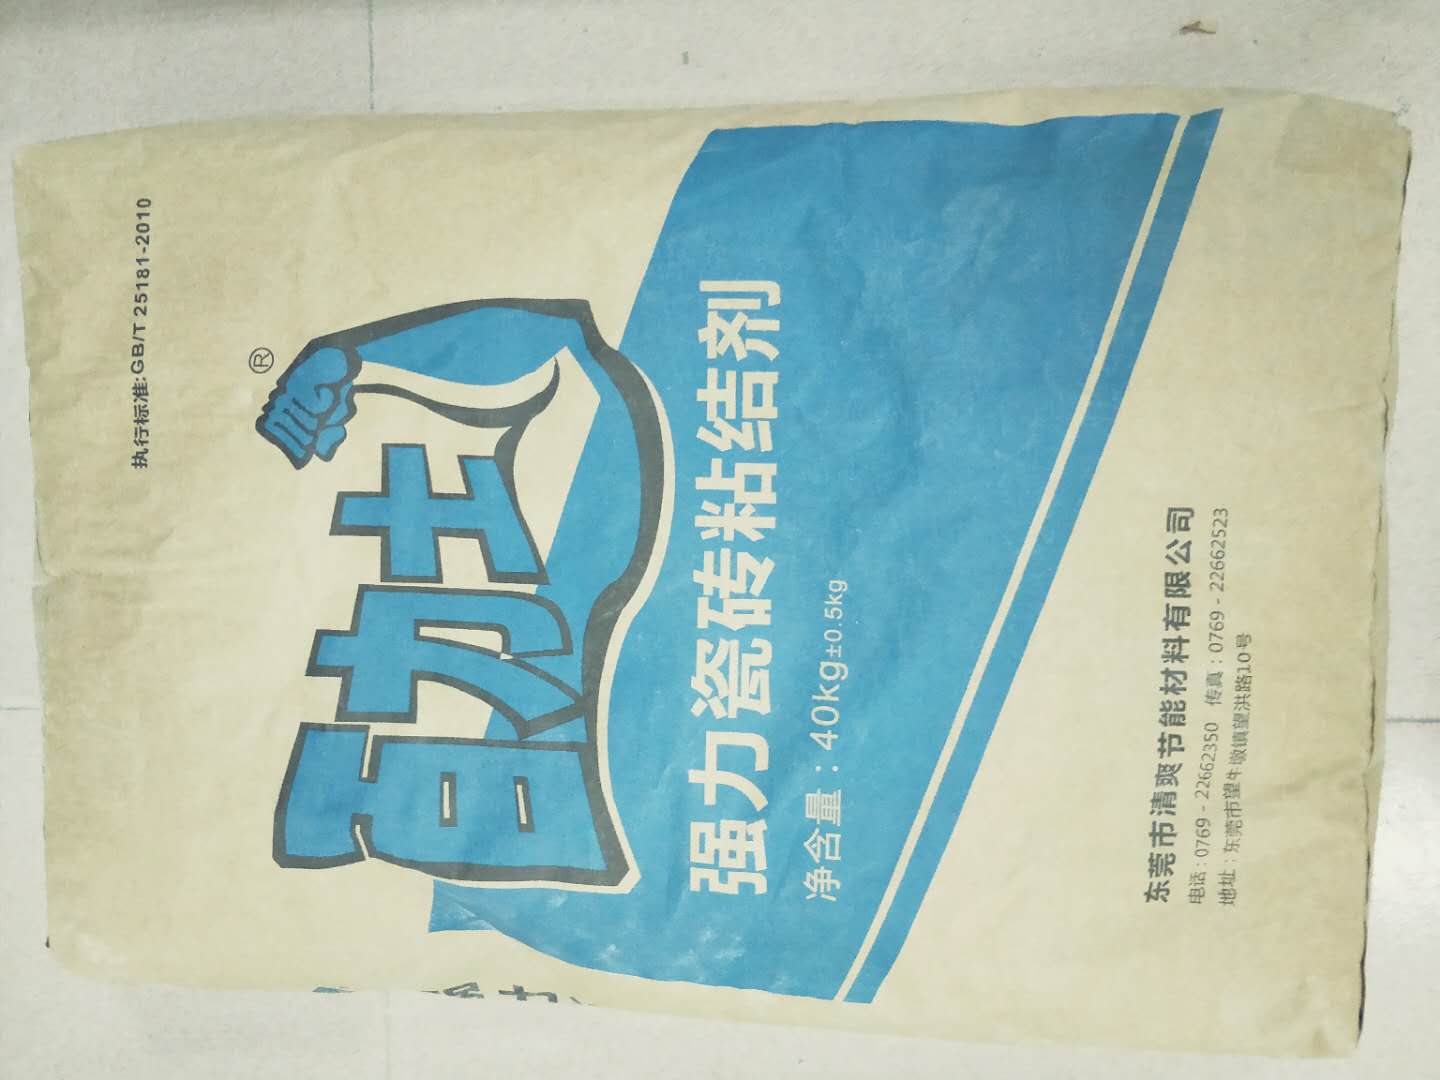 执行标准:GB/T 25181-2010
®
百力士
强力瓷砖粘结剂
净含量：40kg±0.5kg
东莞市清爽节能材料有限公司
电话：0769-22662350 传真：0769-22662523
地址：东莞市望牛墩镇望洪路10号